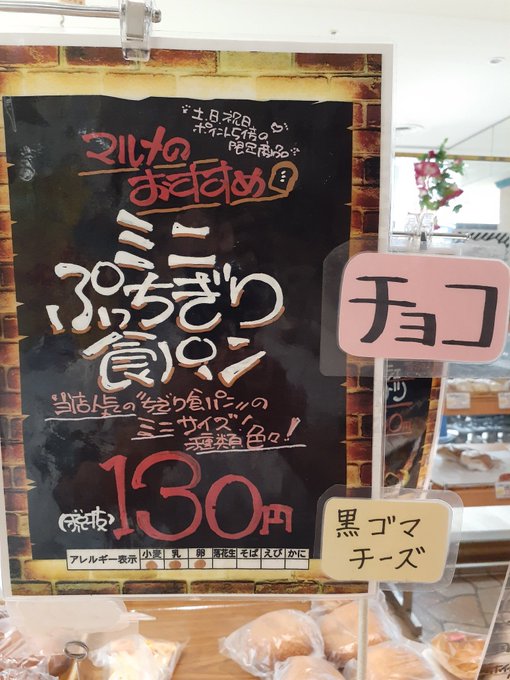 土、日、祝日、
ポイント5倍の
限定商品
マルメの
おすすめ
ミニ
ぷっちぎり
食パン
当店人気の"ちぎり食パン"の
ミニサイズ!
種類色々!
(税抜)130円
アレルギー表示 小麦 乳 卵 落花生 そば えび かに
チョコ
黒ゴマ
チーズ